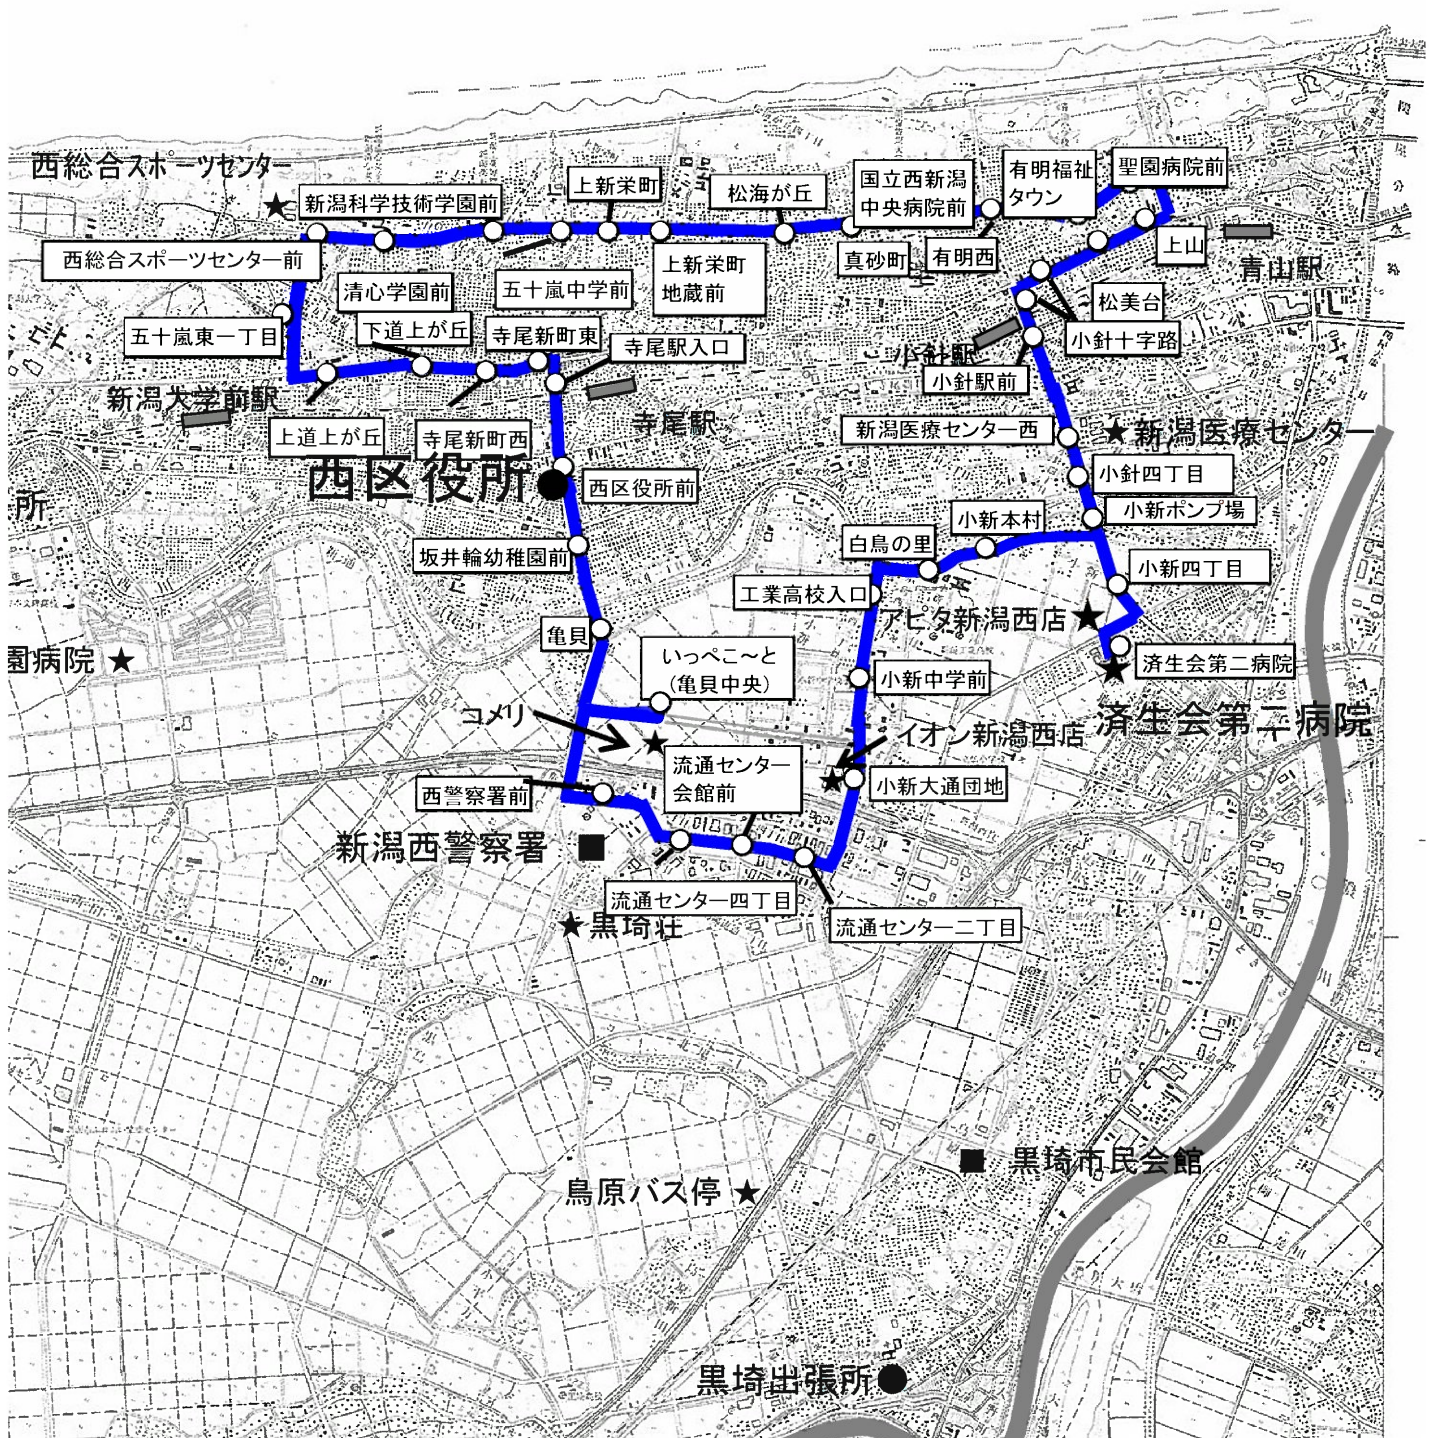 西総合スポーツセンター
新潟科学技術学園前
上新栄町
松海が丘
国立西新潟
中央病院前
有明福祉
タウン
聖園病院前
西総合スポーツセンター前
清心学園前
五十嵐中学前
上新栄町
地蔵前
真砂町
有明西
上山
青山駅
五十嵐東一丁目
下道上が丘
寺尾新町東
寺尾駅入口
松美台
小針十字路
小針駅
小針駅前
新潟大学前駅
上道上が丘
寺尾新町西
寺尾駅
新潟医療センター西
新潟医療センター
西区役所
西区役所前
小針四丁目
所
小新ポンプ場
小新本村
白鳥の里
坂井輪幼稚園前
小新四丁目
工業高校入口
アピタ新潟西店
亀貝
園病院
いっぺこ～と
(亀貝中央)
小新中学前
済生会第二病院
済生会第二病院
コメリ
イオン新潟西店
流通センター
会館前
西警察署前
小新大通団地
新潟西警察署
流通センター四丁目
流通センター二丁目
黒埼荘
黒埼市民会館
鳥原バス停
黒埼出張所